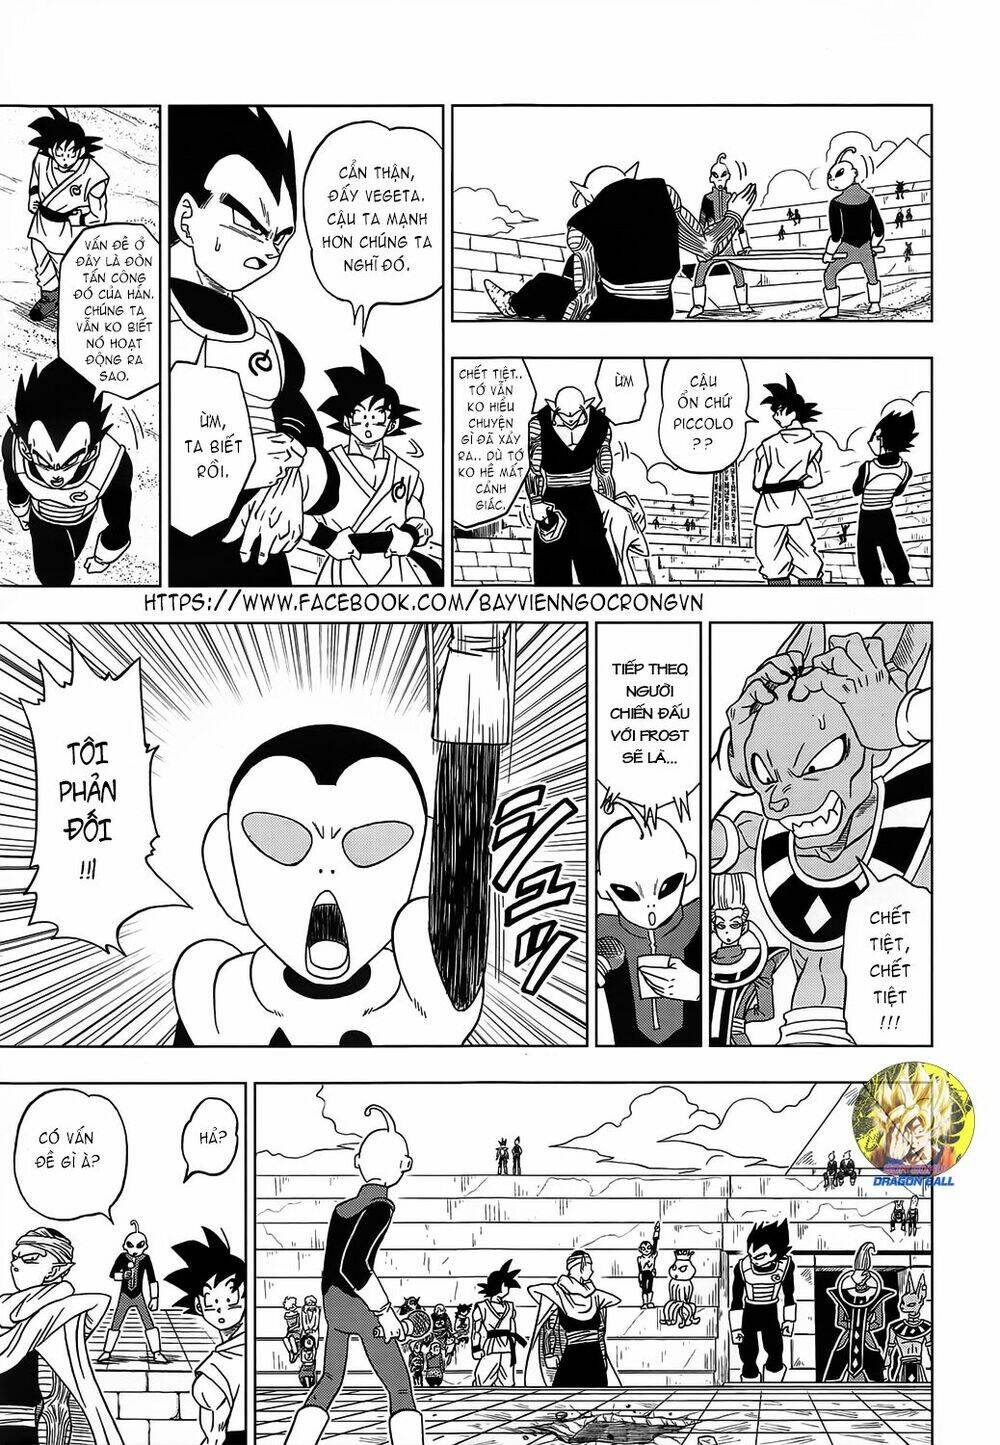 CẬU
ỔN CHỨ
PICCOLO
??
ỪM
CHẾT TIỆT..
TỚ VẪN
KO HIỂU
CHUYỆN
GÌ ĐÃ XẢY
RA.. DÙ TỚ
KO HỀ MẤT
CẢNH
GIÁC.
CẨN THẬN,
ĐẤY VEGETA.
CẬU TA MẠNH
HƠN CHÚNG TA
NGHĨ ĐÓ.
ỪM,
TA BIẾT
RỒI.
VẤN ĐỀ Ở
ĐÂY LÀ ĐÒN
TẤN CÔNG
ĐÓ CỦA HẮN.
CHÚNG TA
VẪN KO BIẾT
NÓ HOẠT
ĐỘNG RA
SAO.
HTTPS://WWW.FACEBOOK.COM/BAYVIENNGOCRONGVN
CHẾT
TIỆT,
CHẾT
TIỆT
!!!
TIẾP THEO,
NGƯỜI
CHIẾN ĐẤU
VỚI FROST
SẼ LÀ...
TÔI
PHẢN
ĐỐI
!!!
DRAGON BALL
HẢ?
CÓ VẤN
ĐỀ GÌ À?